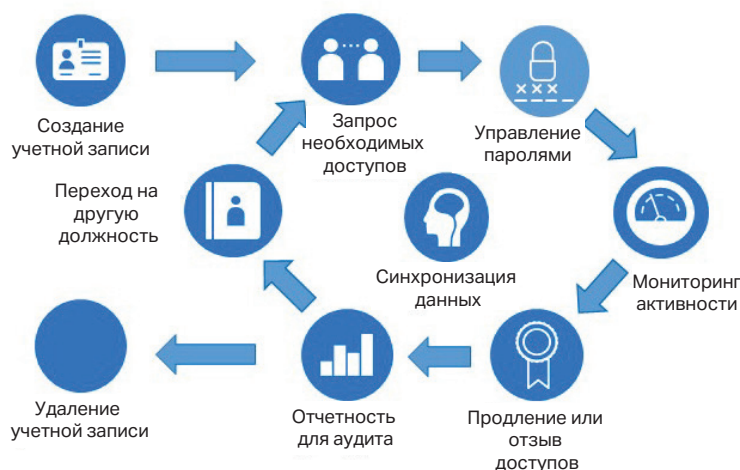 Создание
учетной записи
Запрос
необходимых
доступов
Управление
паролями
Переход на
другую
должность
Синхронизация
данных
Мониторинг
активности
Удаление
учетной записи
Отчетность
для аудита
Продление или
отзыв
доступов